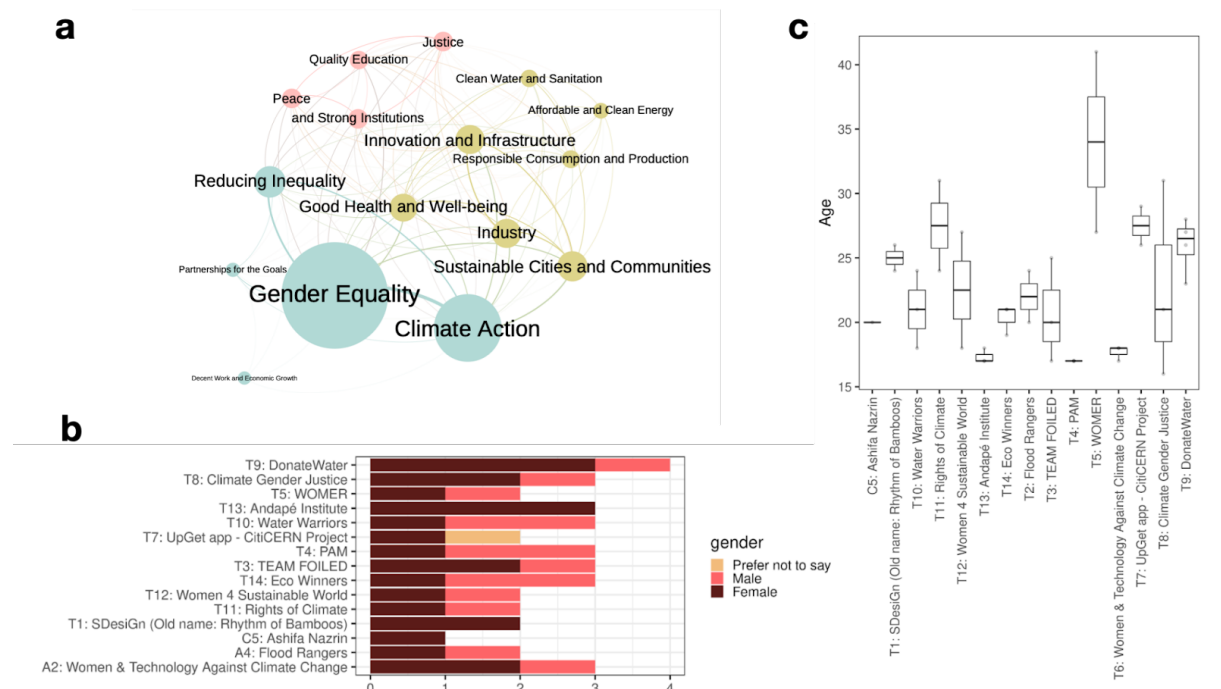 a
Justice
Quality Education
Clean Water and Sanitation
Peace
Affordable and Clean Energy
and Strong Institutions
Innovation and Infrastructure
Responsible Consumption and Production
Reducing Inequality
Good Health and Well-being
Industry
Partnerships for the Goals
Sustainable Cities and Communities
Gender Equality
Climate Action
Decent Work and Economic Growth
b
T9: DonateWater
T8: Climate Gender Justice
T5: WOMER
T13: Andapé Institute
T10: Water Warriors
T7: UpGet app - CitiCERN Project
T4: PAM
T3: TEAM FOILED
T14: Eco Winners
T12: Women 4 Sustainable World
T11: Rights of Climate
T1: SDesiGn (Old name: Rhythm of Bamboos)
C5: Ashifa Nazrin
A4: Flood Rangers
A2: Women & Technology Against Climate Change
0 1 2 3 4
gender
Prefer not to say
Male
Female
c
Age
40
35
30
25
20
15
C5: Ashifa Nazrin
T1: SDesiGn (Old name: Rhythm of Bamboos)
T10: Water Warriors
T11: Rights of Climate
T12: Women 4 Sustainable World
T13: Andapé Institute
T14: Eco Winners
T2: Flood Rangers
T3: TEAM FOILED
T4: PAM
T5: WOMER
T6: Women & Technology Against Climate Change
T7: UpGet app - CitiCERN Project
T8: Climate Gender Justice
T9: DonateWater